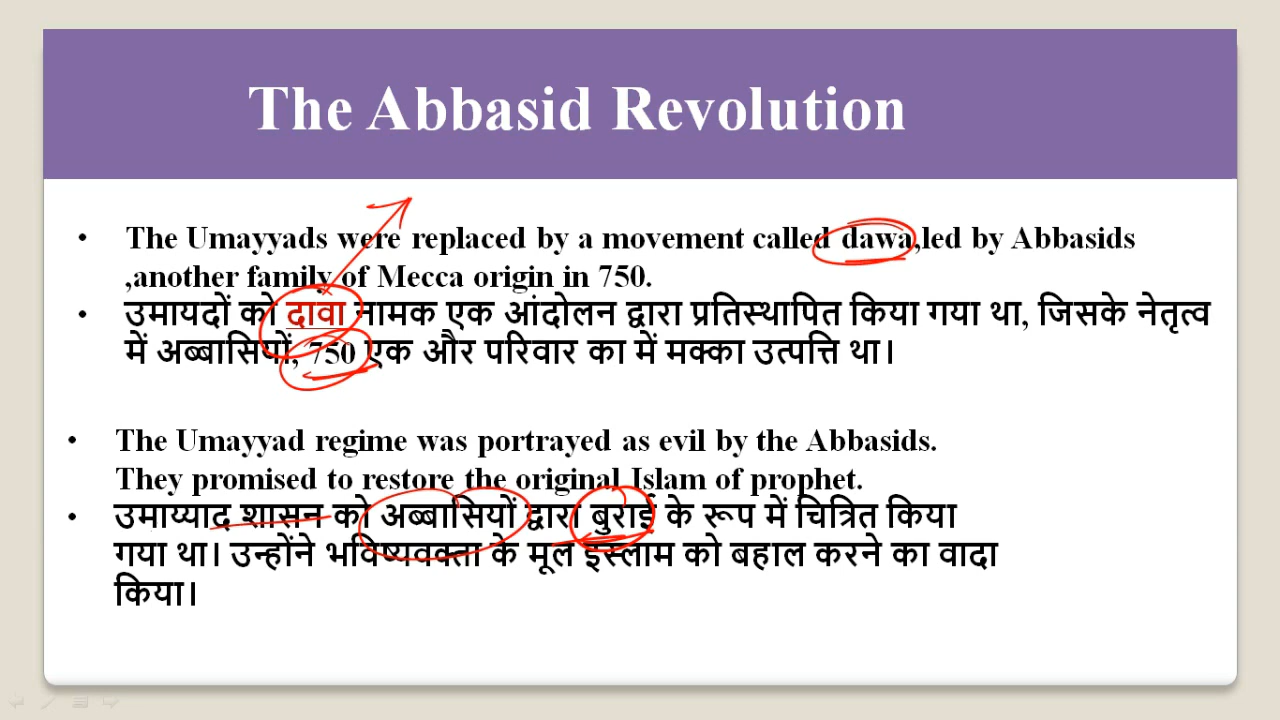 The Abbasid Revolution
• The Umayyads were replaced by a movement called dawa,led by Abbasids
,another family of Mecca origin in 750.
• उमायदों को दावा नामक एक आंदोलन द्वारा प्रतिस्थापित किया गया था, जिसके नेतृत्व
में अब्बासियों, 750 एक और परिवार का में मक्का उत्पत्ति था।
• The Umayyad regime was portrayed as evil by the Abbasids.
They promised to restore the original Islam of prophet.
• उमाय्याद शासन को अब्बासियों द्वारा बुराई के रूप में चित्रित किया
गया था। उन्होंने भविष्यवक्ता के मूल इस्लाम को बहाल करने का वादा
किया।